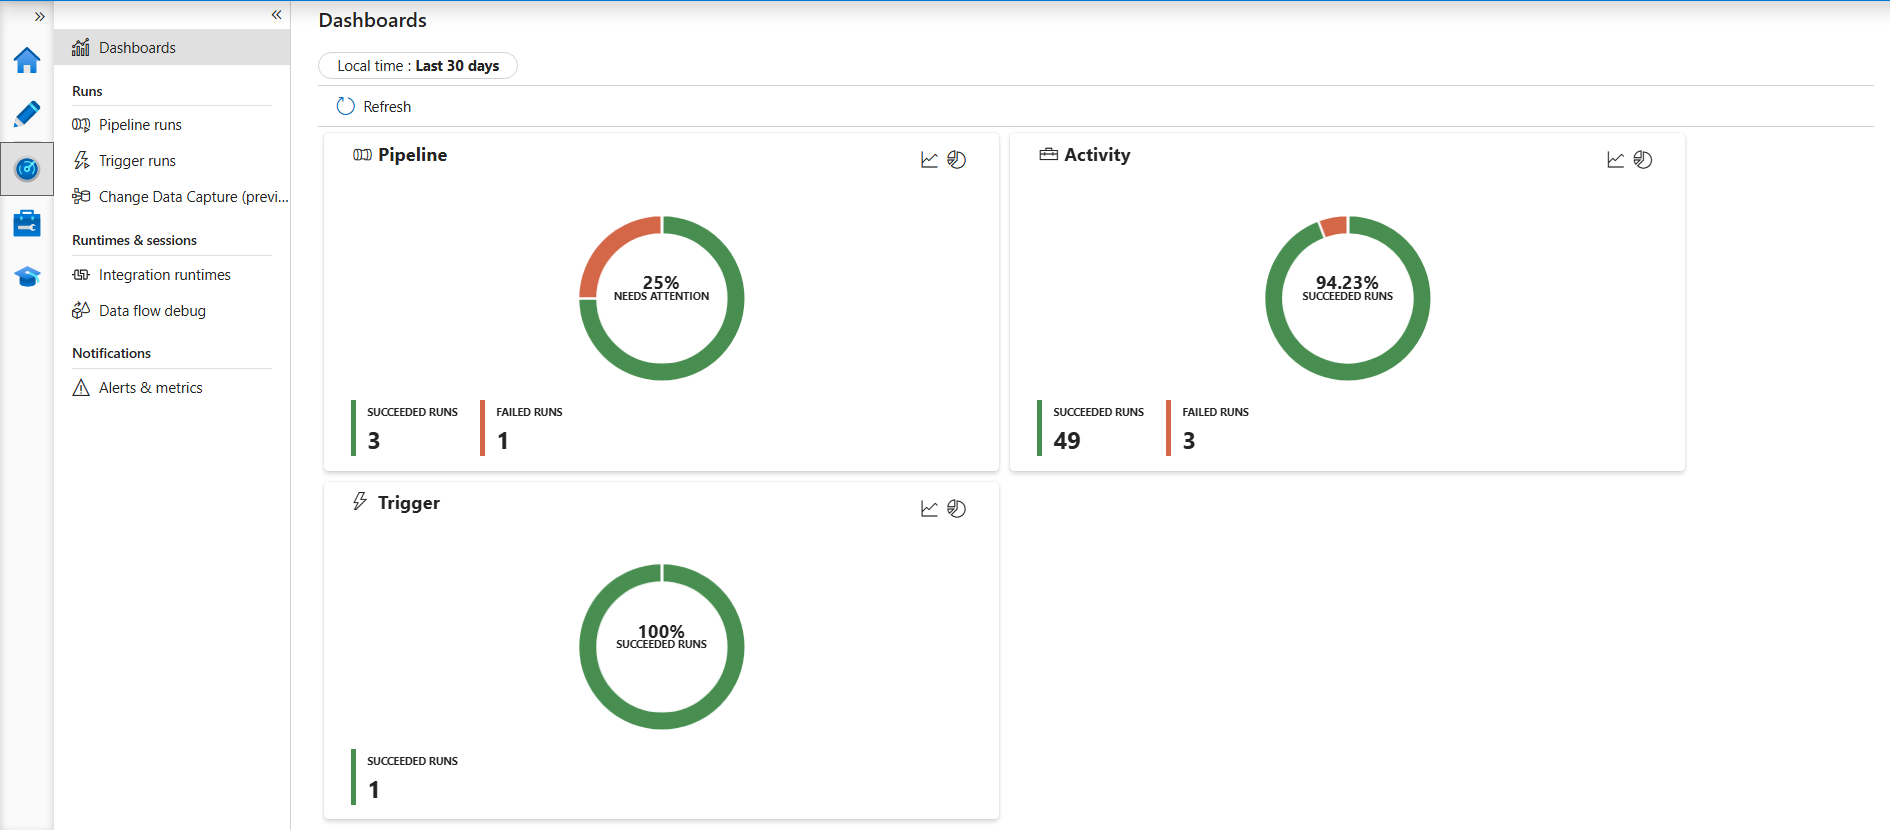 Dashboards
Runs
Pipeline runs
Trigger runs
Change Data Capture (previ...
Runtimes & sessions
Integration runtimes
Data flow debug
Notifications
Alerts & metrics
Dashboards
Local time : Last 30 days
Refresh
Pipeline
25%
NEEDS ATTENTION
SUCCEEDED RUNS
3
FAILED RUNS
1
Activity
94.23%
SUCCEEDED RUNS
SUCCEEDED RUNS
49
FAILED RUNS
3
Trigger
100%
SUCCEEDED RUNS
SUCCEEDED RUNS
1